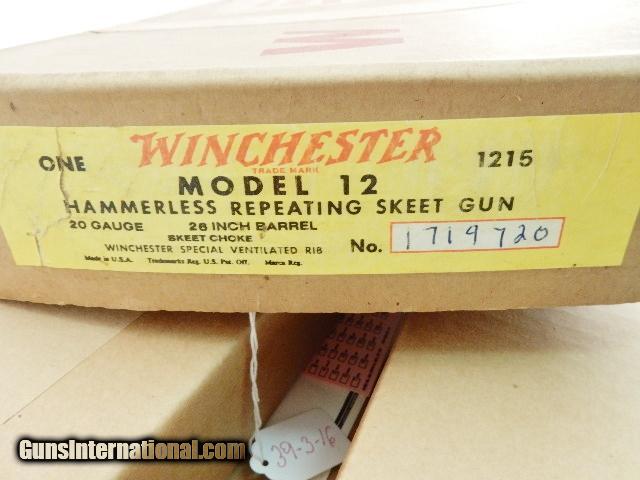 W
ONE WINCHESTER 1215
TRADE MARK
MODEL 12
HAMMERLESS REPEATING SKEET GUN
20 GAUGE 26 INCH BARREL
SKEET CHOKE
WINCHESTER SPECIAL VENTILATED RIB No. 1719720
Made in U.S.A. Trademarks Reg. U.S. Pat. Off. Marca Reg.
39-3-16
GunsInternational.com